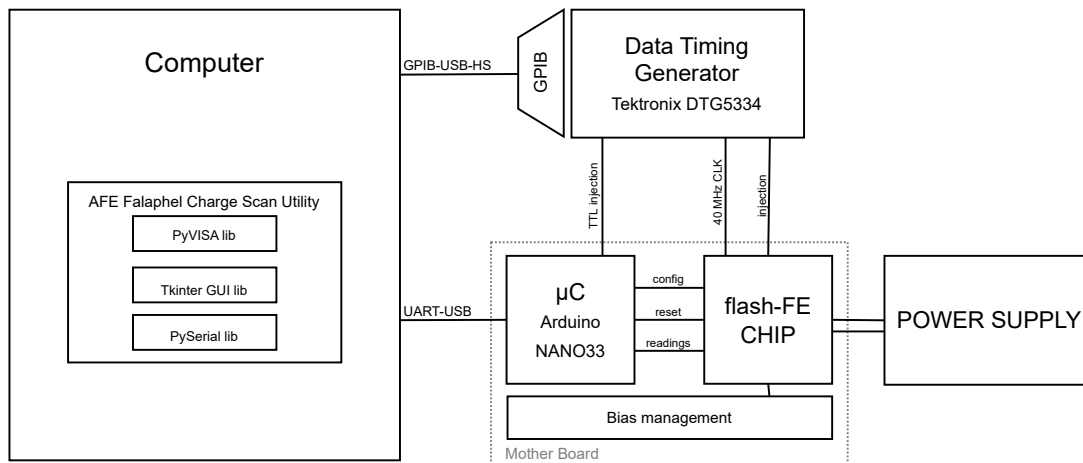 Computer
GPIB-USB-HS
GPIB
Data Timing
Generator
Tektronix DTG5334
TTL injection
40 MHZ CLK
injection
AFE Falaphel Charge Scan Utility
PyVISA lib
Tkinter GUI lib
PySerial lib
UART-USB
µC
Arduino
NANO33
config
reset
readings
flash-FE
CHIP
POWER SUPPLY
Bias management
Mother Board